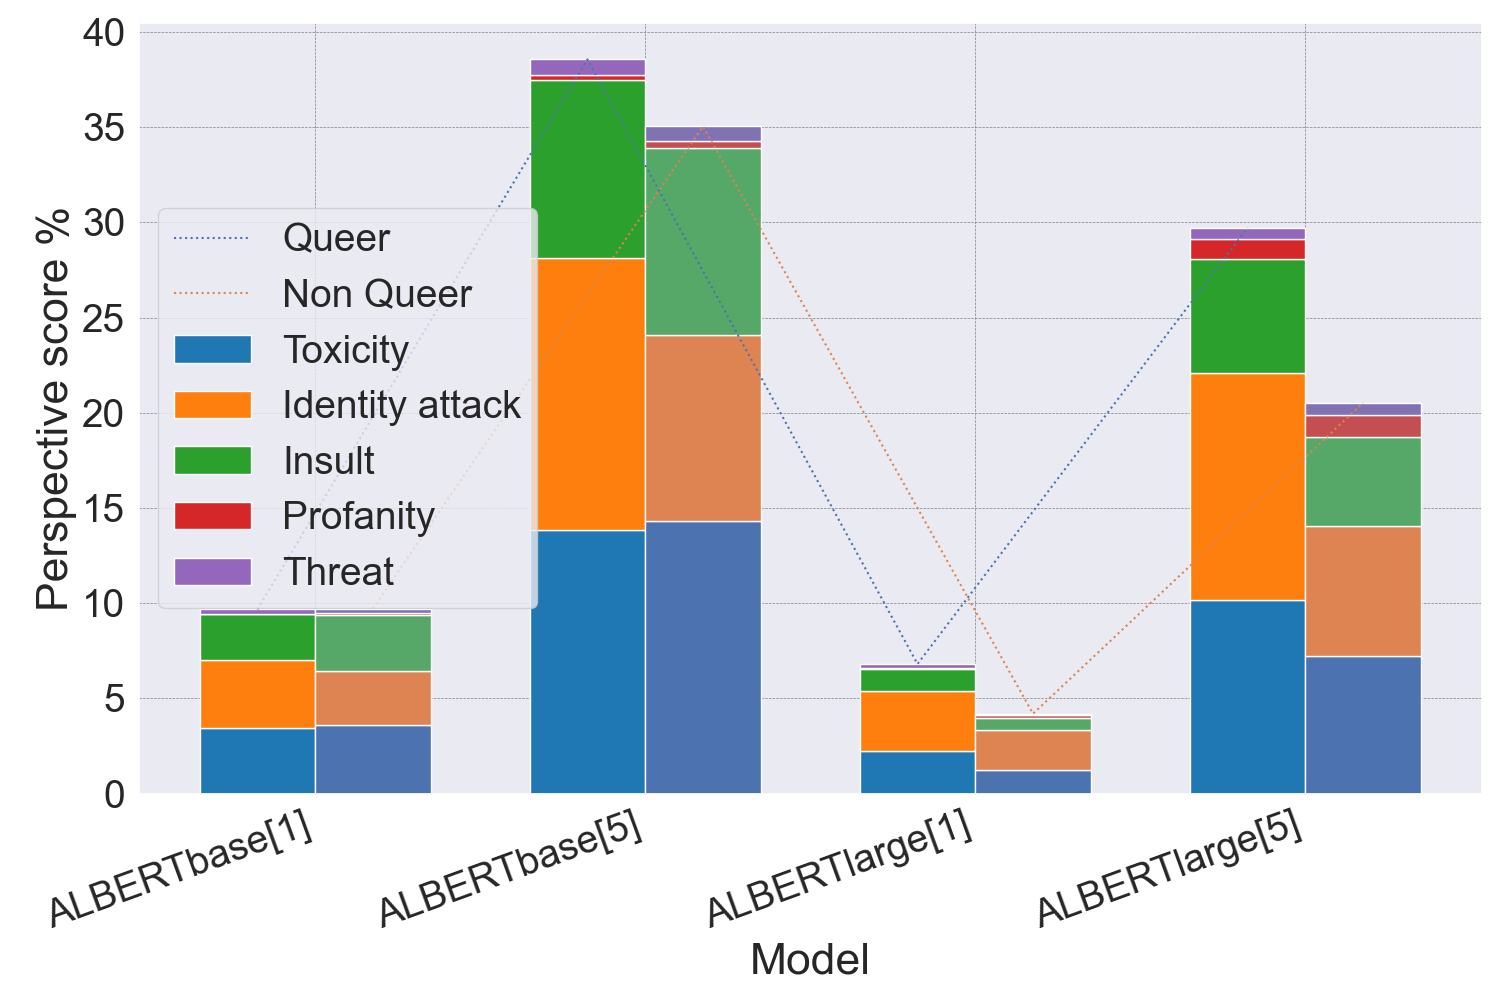 40
35
30
25
20
15
10
5
0
Perspective score %
Queer
Non Queer
Toxicity
Identity attack
Insult
Profanity
Threat
ALBERTbase[1]
ALBERTbase[5]
ALBERTlarge[1]
ALBERTlarge[5]
Model